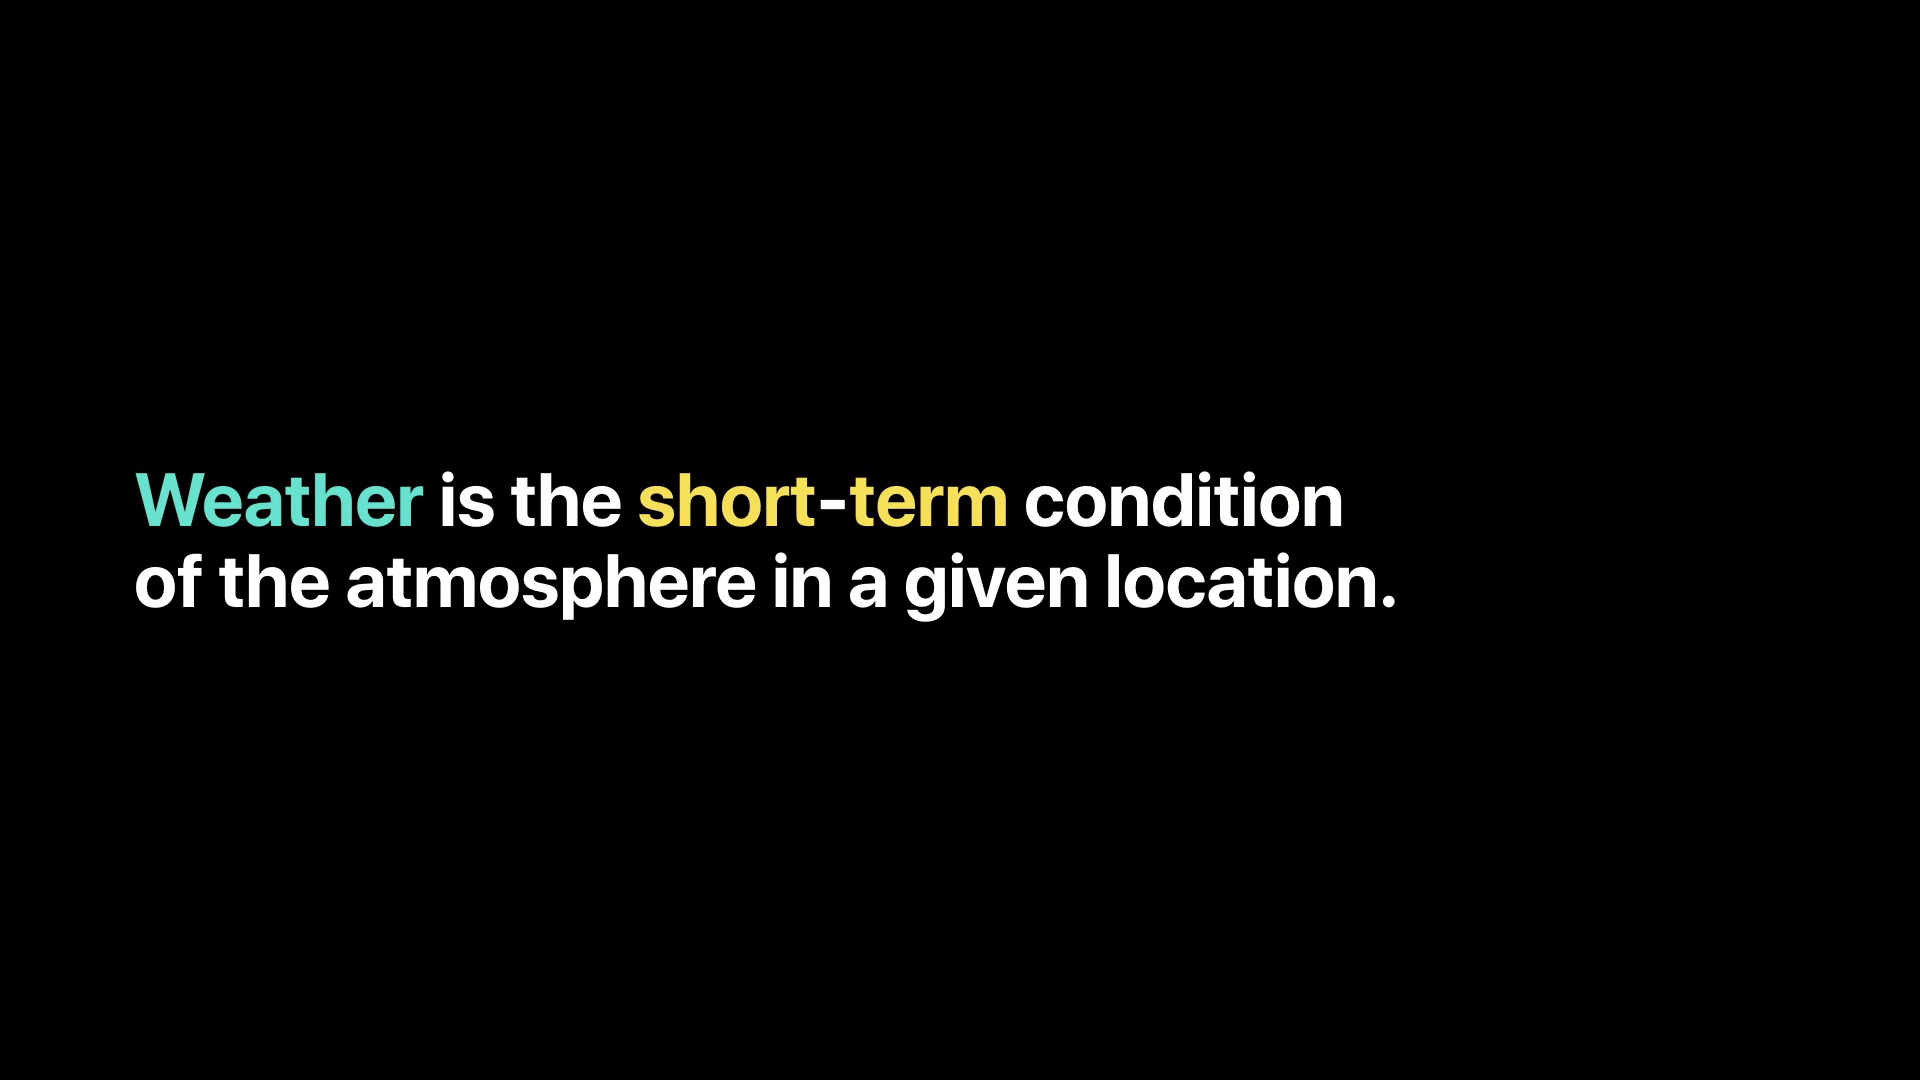 Weather is the short-term condition
of the atmosphere in a given location.